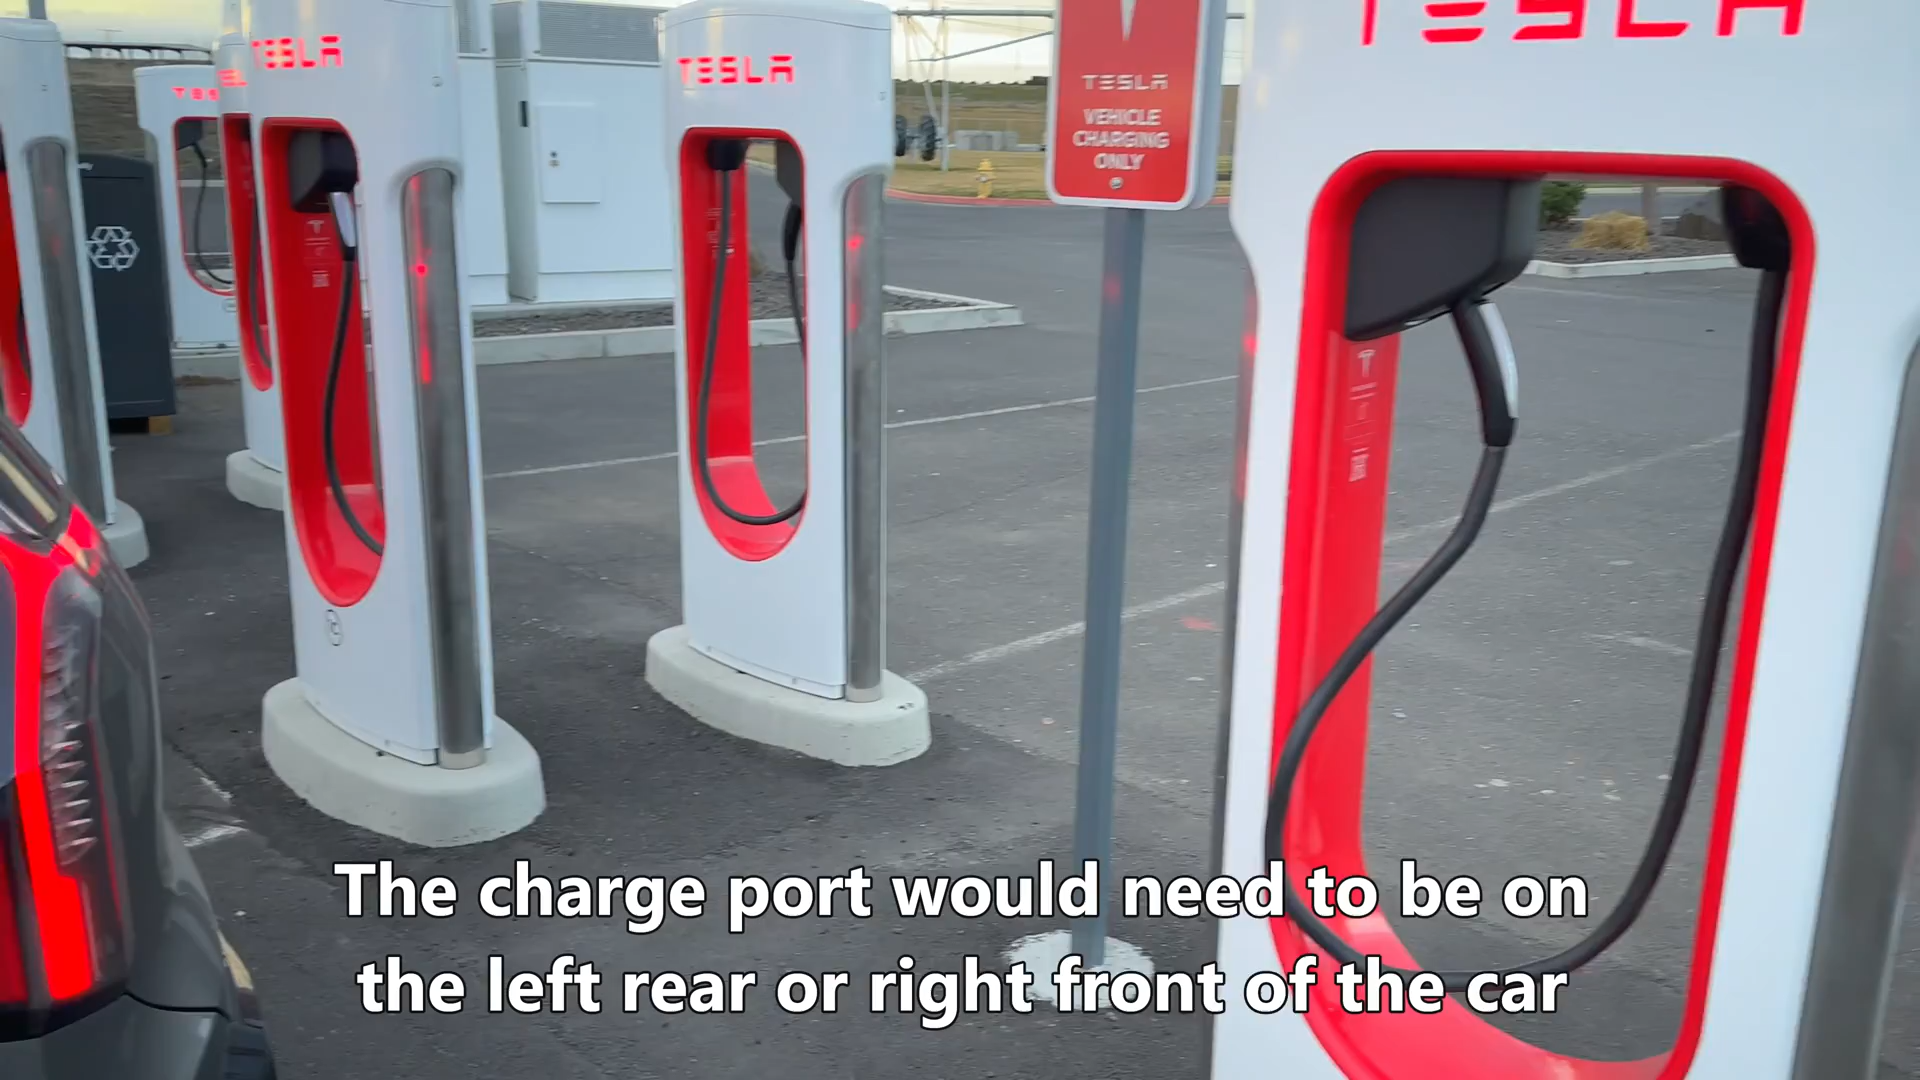 TESLA
TESLA
TESLA
TESLA
TESLA
VEHICLE
CHARGING
ONLY
The charge port would need to be on
the left rear or right front of the car